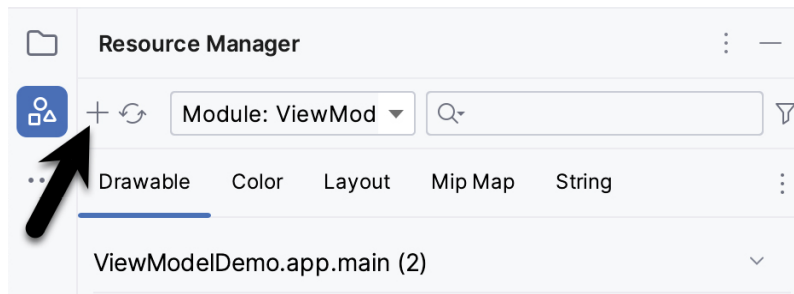 Resource Manager
Module: ViewMod
Drawable Color Layout Mip Map String
ViewModelDemo.app.main (2)